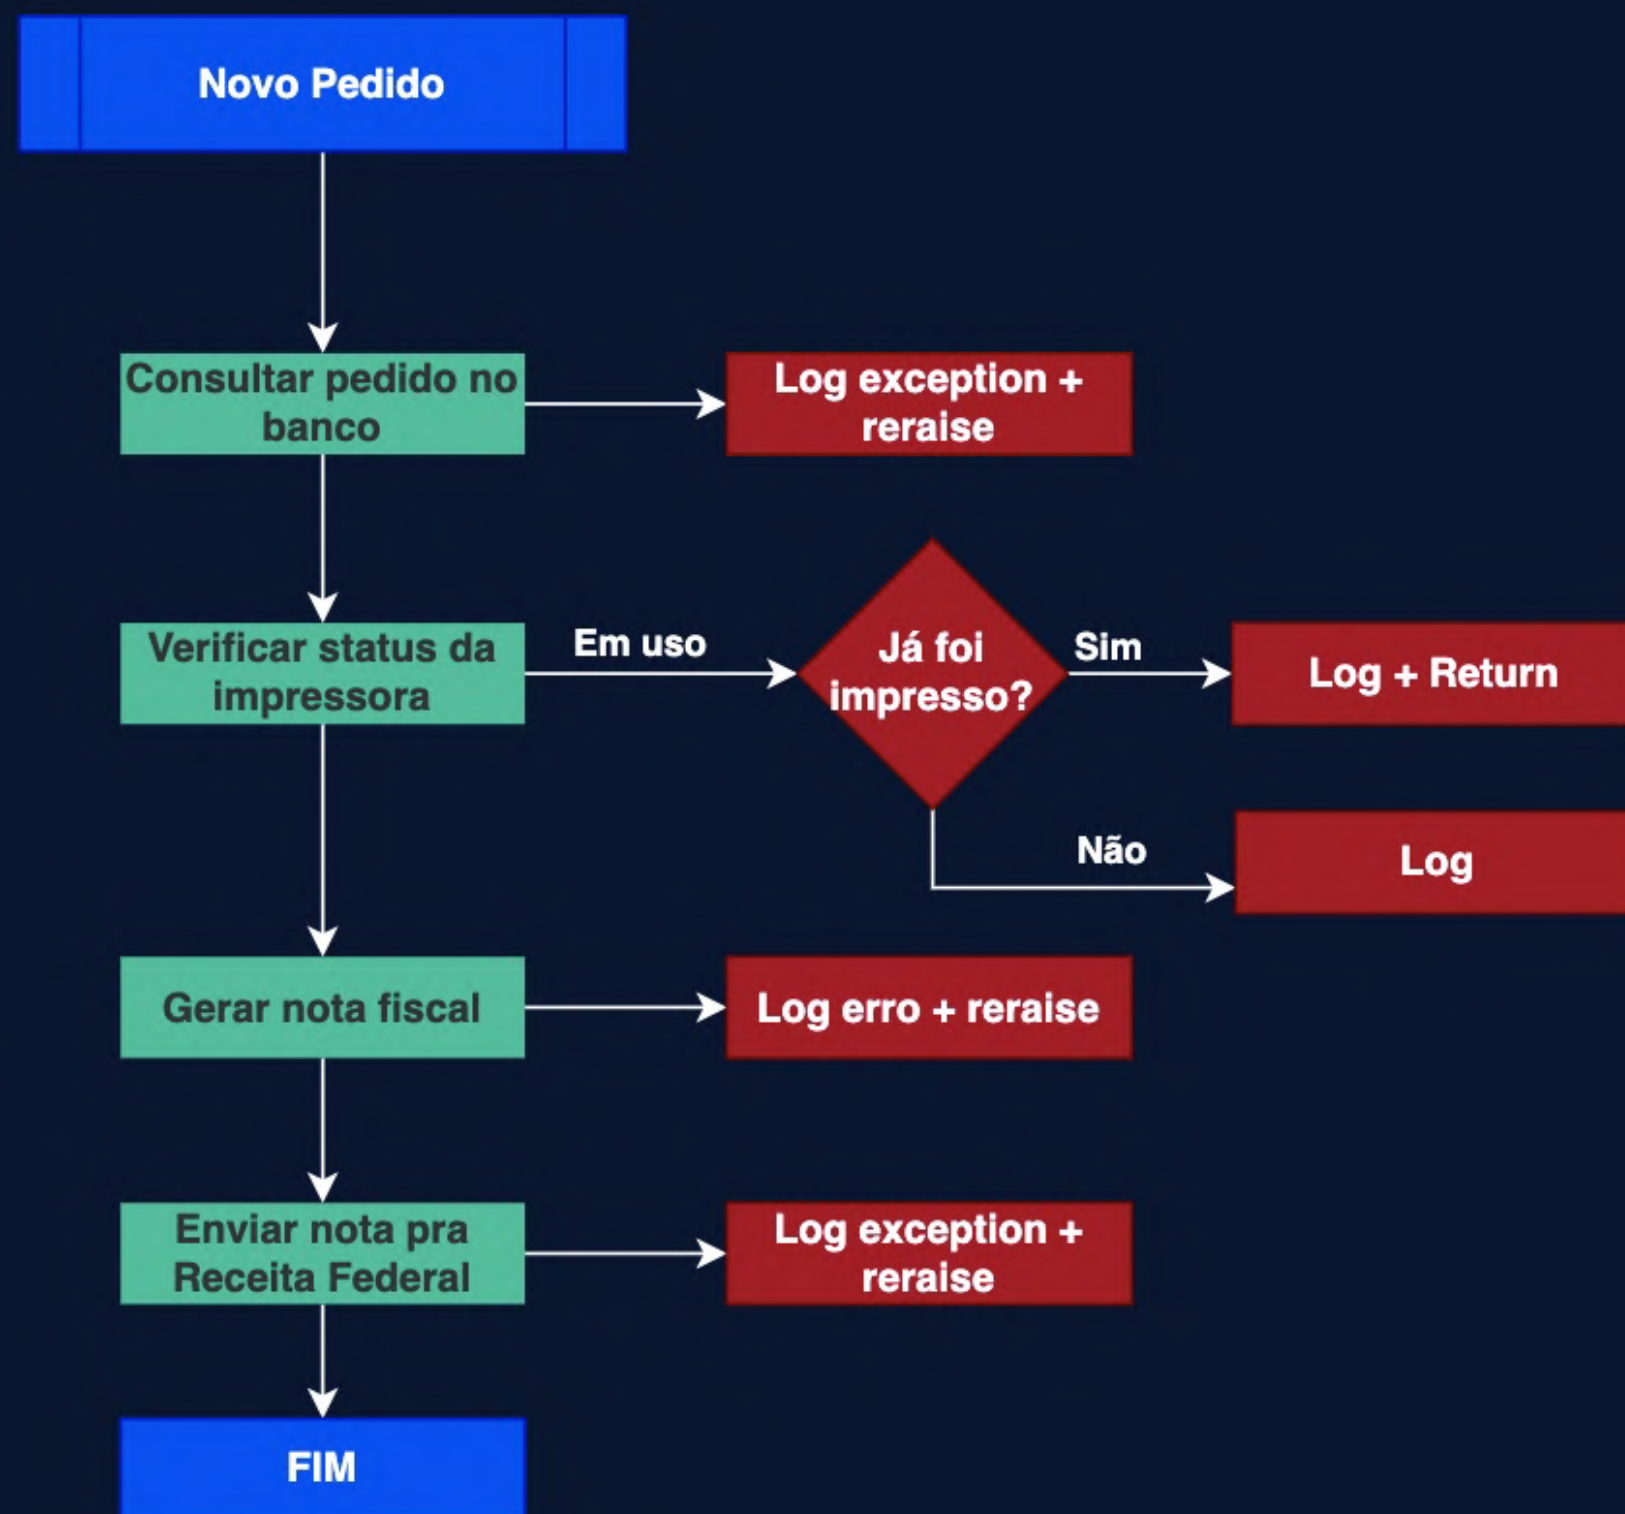 Novo Pedido
Consultar pedido no
banco
Log exception +
reraise
Verificar status da
impressora
Em uso
Já foi
impresso?
Sim
Log + Return
Não
Log
Gerar nota fiscal
Log erro + reraise
Enviar nota pra
Receita Federal
Log exception +
reraise
FIM